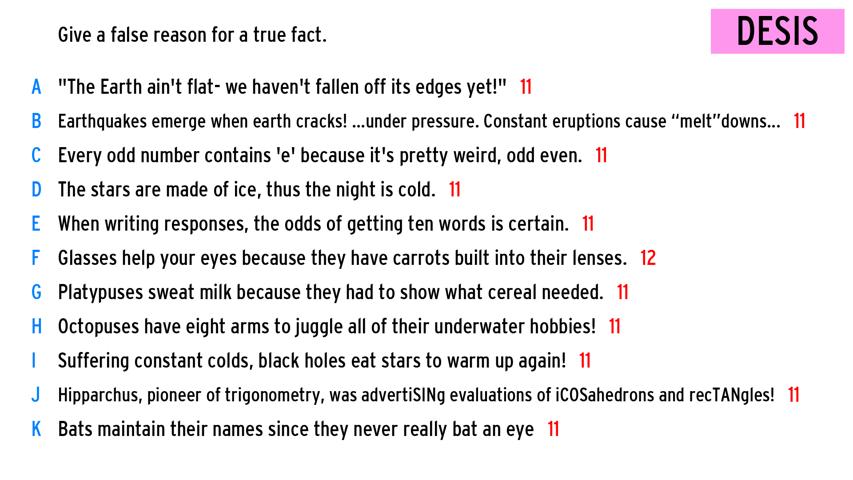 Give a false reason for a true fact.
DESIS
A "The Earth ain't flat- we haven't fallen off its edges yet!" 11
B Earthquakes emerge when earth cracks! ...under pressure. Constant eruptions cause “melt”downs... 11
C Every odd number contains 'e' because it's pretty weird, odd even. 11
D The stars are made of ice, thus the night is cold. 11
E When writing responses, the odds of getting ten words is certain. 11
F Glasses help your eyes because they have carrots built into their lenses. 12
G Platypuses sweat milk because they had to show what cereal needed. 11
H Octopuses have eight arms to juggle all of their underwater hobbies! 11
I Suffering constant colds, black holes eat stars to warm up again! 11
J Hipparchus, pioneer of trigonometry, was advertiSINg evaluations of iCOSahedrons and recTANgles! 11
K Bats maintain their names since they never really bat an eye 11